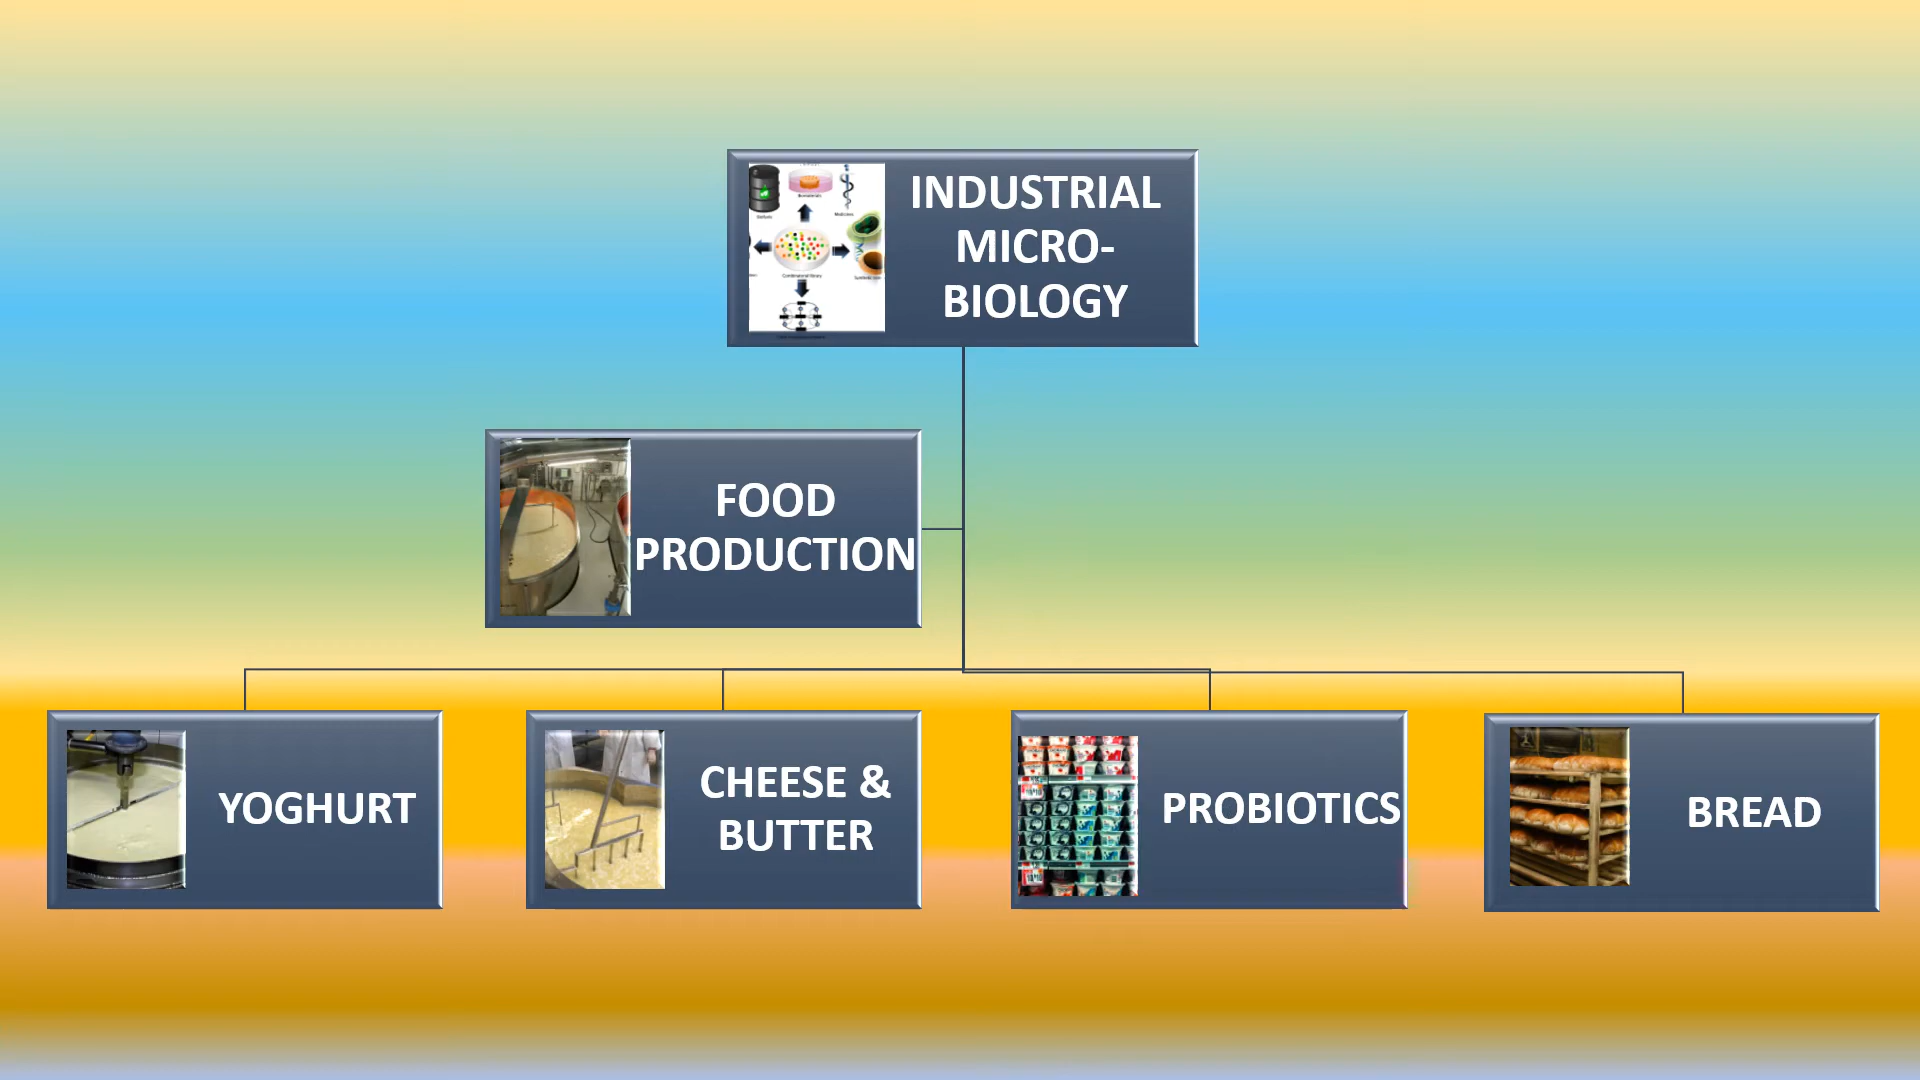 INDUSTRIAL
MICRO-
BIOLOGY
FOOD
PRODUCTION
YOGHURT
CHEESE &
BUTTER
PROBIOTICS
BREAD